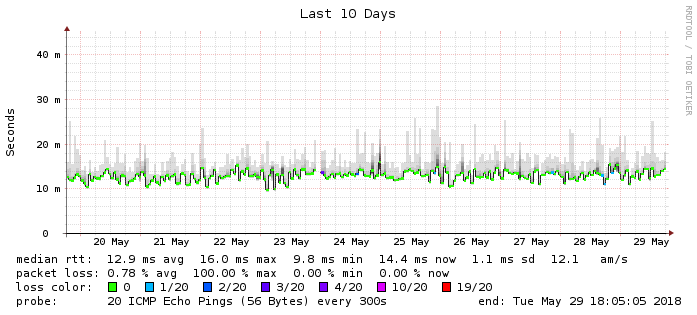 Last 10 Days
RRDTOOL / TOBI OETIKER
Seconds
40 m
30 m
20 m
10 m
0
20 May 21 May 22 May 23 May 24 May 25 May 26 May 27 May 28 May 29 May
median rtt: 12.9 ms avg 16.0 ms max 9.8 ms min 14.4 ms now 1.1 ms sd 12.1 am/s
packet loss: 0.78 % avg 100.00 % max 0.00 % min 0.00 % now
loss color: 0 1/20 2/20 3/20 4/20 10/20 19/20
probe: 20 ICMP Echo Pings (56 Bytes) every 300s end: Tue May 29 18:05:05 2018